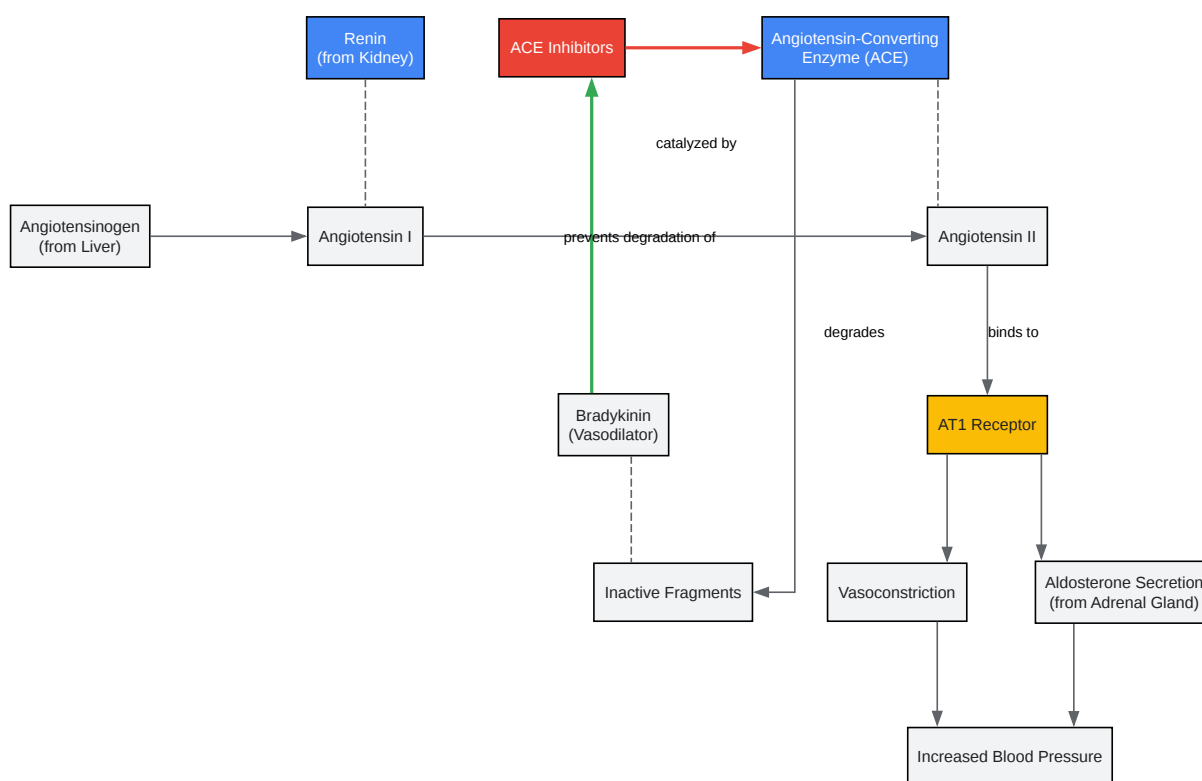 Renin
(from Kidney)
ACE Inhibitors
Angiotensin-Converting
Enzyme (ACE)
catalyzed by
Angiotensinogen
(from Liver)
Angiotensin I
prevents degradation of
Angiotensin II
degrades
binds to
Bradykinin
(Vasodilator)
AT1 Receptor
Inactive Fragments
Vasoconstriction
Aldosterone Secretion
(from Adrenal Gland)
Increased Blood Pressure